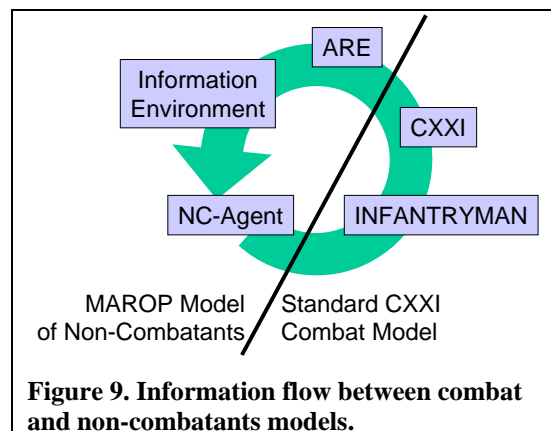 ARE
Information
Environment
CXXI
NC-Agent
INFANTRYMAN
MAROP Model
of Non-Combatants
Standard CXXI
Combat Model
Figure 9. Information flow between combat
and non-combatants models.